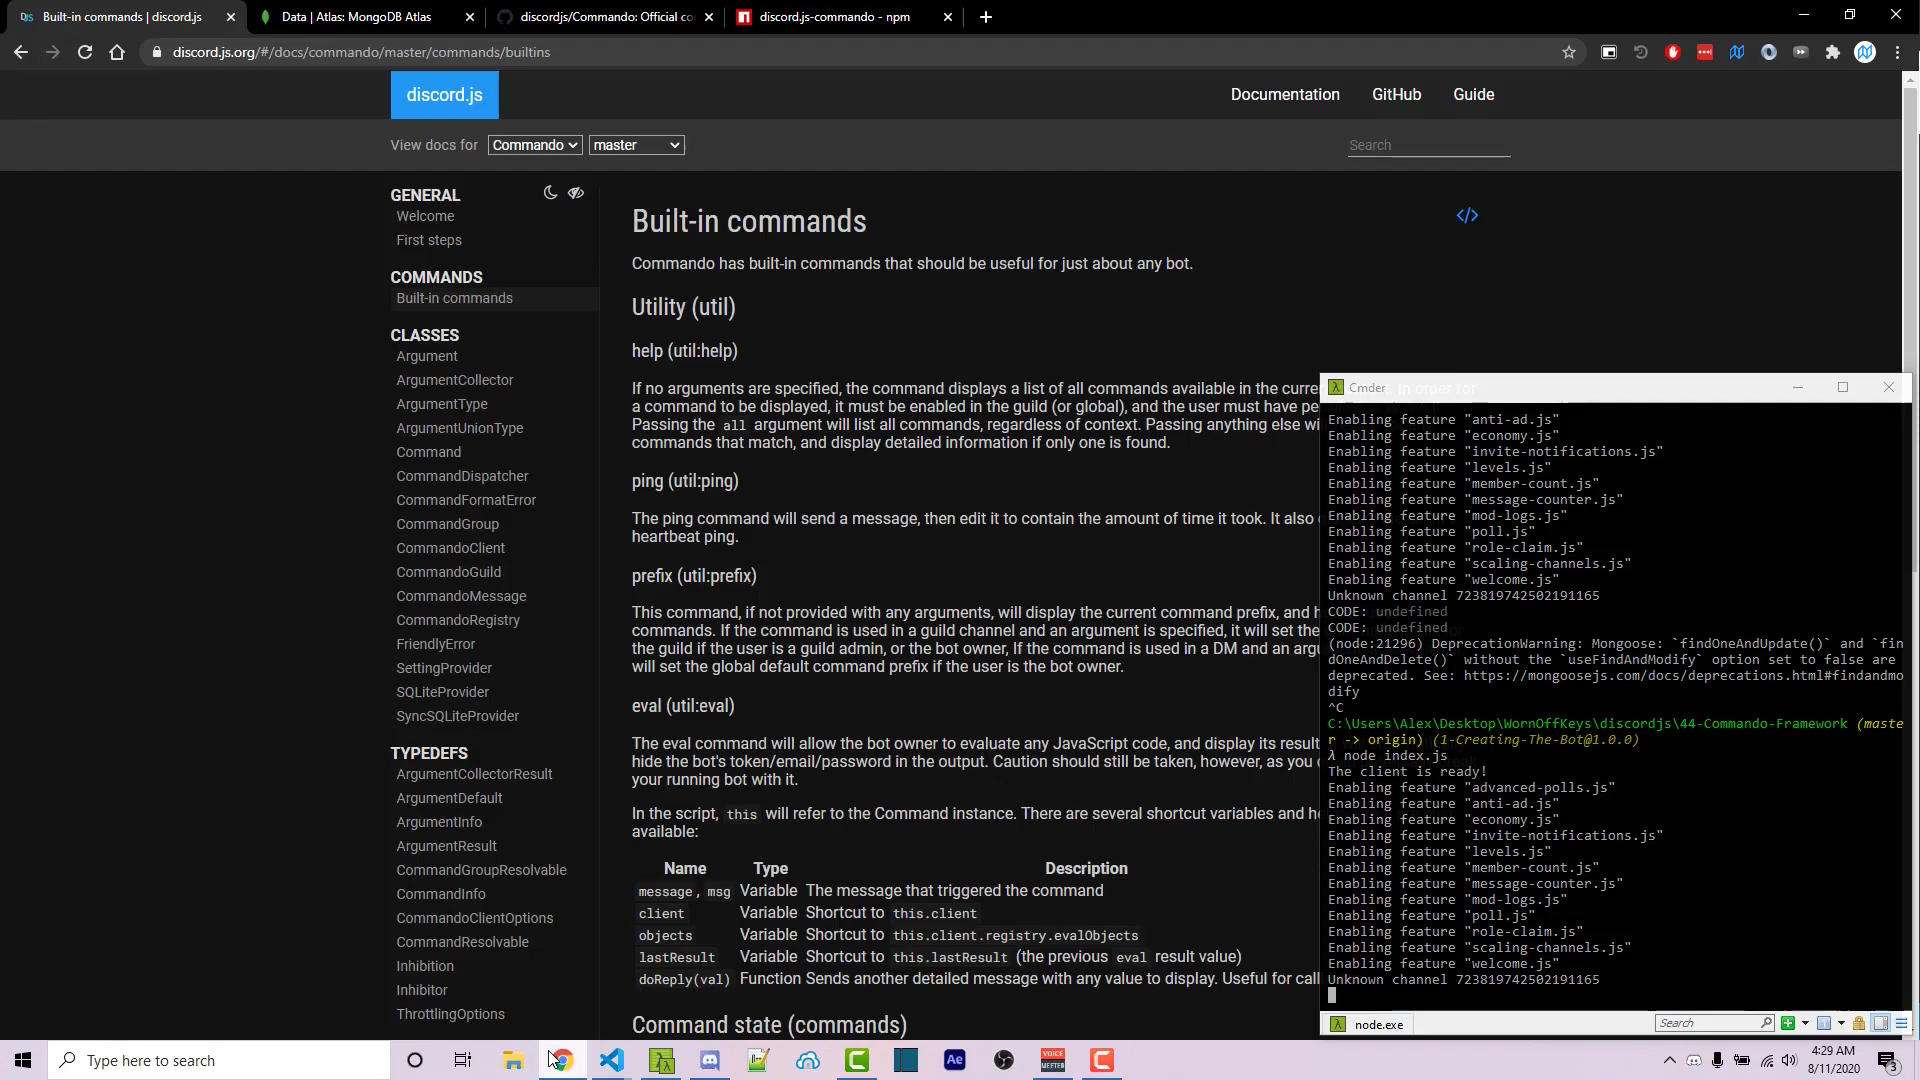 Built-in commands | discord.js
Data | Atlas: MongoDB Atlas
discordjs/Commando: Official co
discord.js-commando - npm
discord.js.org/#/docs/commando/master/commands/builtins
discord.js
Documentation
GitHub
Guide
View docs for
Commando
master
Search
GENERAL
Welcome
First steps
COMMANDS
Built-in commands
CLASSES
Argument
ArgumentCollector
ArgumentType
ArgumentUnionType
Command
CommandDispatcher
CommandFormatError
CommandGroup
CommandoClient
CommandoGuild
CommandoMessage
CommandoRegistry
FriendlyError
SettingProvider
SQLiteProvider
SyncSQLiteProvider
TYPEDEFS
ArgumentCollectorResult
ArgumentDefault
ArgumentInfo
ArgumentResult
CommandGroupResolvable
CommandInfo
CommandoClientOptions
CommandResolvable
Inhibition
Inhibitor
ThrottlingOptions
Built-in commands
</>
Commando has built-in commands that should be useful for just about any bot.
Utility (util)
help (util:help)
If no arguments are specified, the command displays a list of all commands available in the curre
a command to be displayed, it must be enabled in the guild (or global), and the user must have pe
Passing the all argument will list all commands, regardless of context. Passing anything else wi
commands that match, and display detailed information if only one is found.
ping (util:ping)
The ping command will send a message, then edit it to contain the amount of time it took. It also
heartbeat ping.
prefix (util:prefix)
This command, if not provided with any arguments, will display the current command prefix, and h
commands. If the command is used in a guild channel and an argument is specified, it will set the
the guild if the user is a guild admin, or the bot owner, If the command is used in a DM and an argu
will set the global default command prefix if the user is the bot owner.
eval (util:eval)
The eval command will allow the bot owner to evaluate any JavaScript code, and display its result
hide the bot's token/email/password in the output. Caution should still be taken, however, as you
your running bot with it.
In the script, this will refer to the Command instance. There are several shortcut variables and he
available:
Name Type Description
message, msg Variable The message that triggered the command
client Variable Shortcut to this.client
objects Variable Shortcut to this.client.registry.evalObjects
lastResult Variable Shortcut to this.lastResult (the previous eval result value)
doReply(val) Function Sends another detailed message with any value to display. Useful for call
Command state (commands)
Cmder
Enabling feature "anti-ad.js"
Enabling feature "economy.js"
Enabling feature "invite-notifications.js"
Enabling feature "levels.js"
Enabling feature "member-count.js"
Enabling feature "message-counter.js"
Enabling feature "mod-logs.js"
Enabling feature "poll.js"
Enabling feature "role-claim.js"
Enabling feature "scaling-channels.js"
Enabling feature "welcome.js"
Unknown channel 723819742502191165
CODE: undefined
CODE: undefined
(node:21296) DeprecationWarning: Mongoose: `findOneAndUpdate()` and `fin
dOneAndDelete()` without the `useFindAndModify` option set to false are
deprecated. See: https://mongoosejs.com/docs/deprecations.html#findandmo
dify
^C
C:\Users\Alex\Desktop\WornOffKeys\discordjs\44-Commando-Framework (maste
r -> origin) (1-Creating-The-Bot@1.0.0)
λ node index.js
The client is ready!
Enabling feature "advanced-polls.js"
Enabling feature "anti-ad.js"
Enabling feature "economy.js"
Enabling feature "invite-notifications.js"
Enabling feature "levels.js"
Enabling feature "member-count.js"
Enabling feature "message-counter.js"
Enabling feature "mod-logs.js"
Enabling feature "poll.js"
Enabling feature "role-claim.js"
Enabling feature "scaling-channels.js"
Enabling feature "welcome.js"
Unknown channel 723819742502191165
node.exe
Search
Type here to search
Ae
VOICE
MEETER
4:29 AM
8/11/2020
3